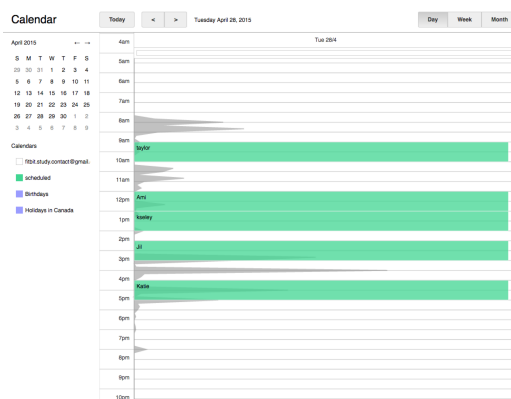 Calendar
Today < > Tuesday April 28, 2015 Day Week Month
April 2015 ← →
S M T W T F S
29 30 31 1 2 3 4
5 6 7 8 9 10 11
12 13 14 15 16 17 18
19 20 21 22 23 24 25
26 27 28 29 30 1 2
3 4 5 6 7 8 9
Calendars
fitbit.study.contact@gmail.
scheduled
Birthdays
Holidays in Canada
Tue 28/4
4am
5am
6am
7am
8am
9am
taylor
10am
11am
12pm Ami
1pm kseley
2pm
Jil
3pm
4pm
Katie
5pm
6pm
7pm
8pm
9pm
10pm